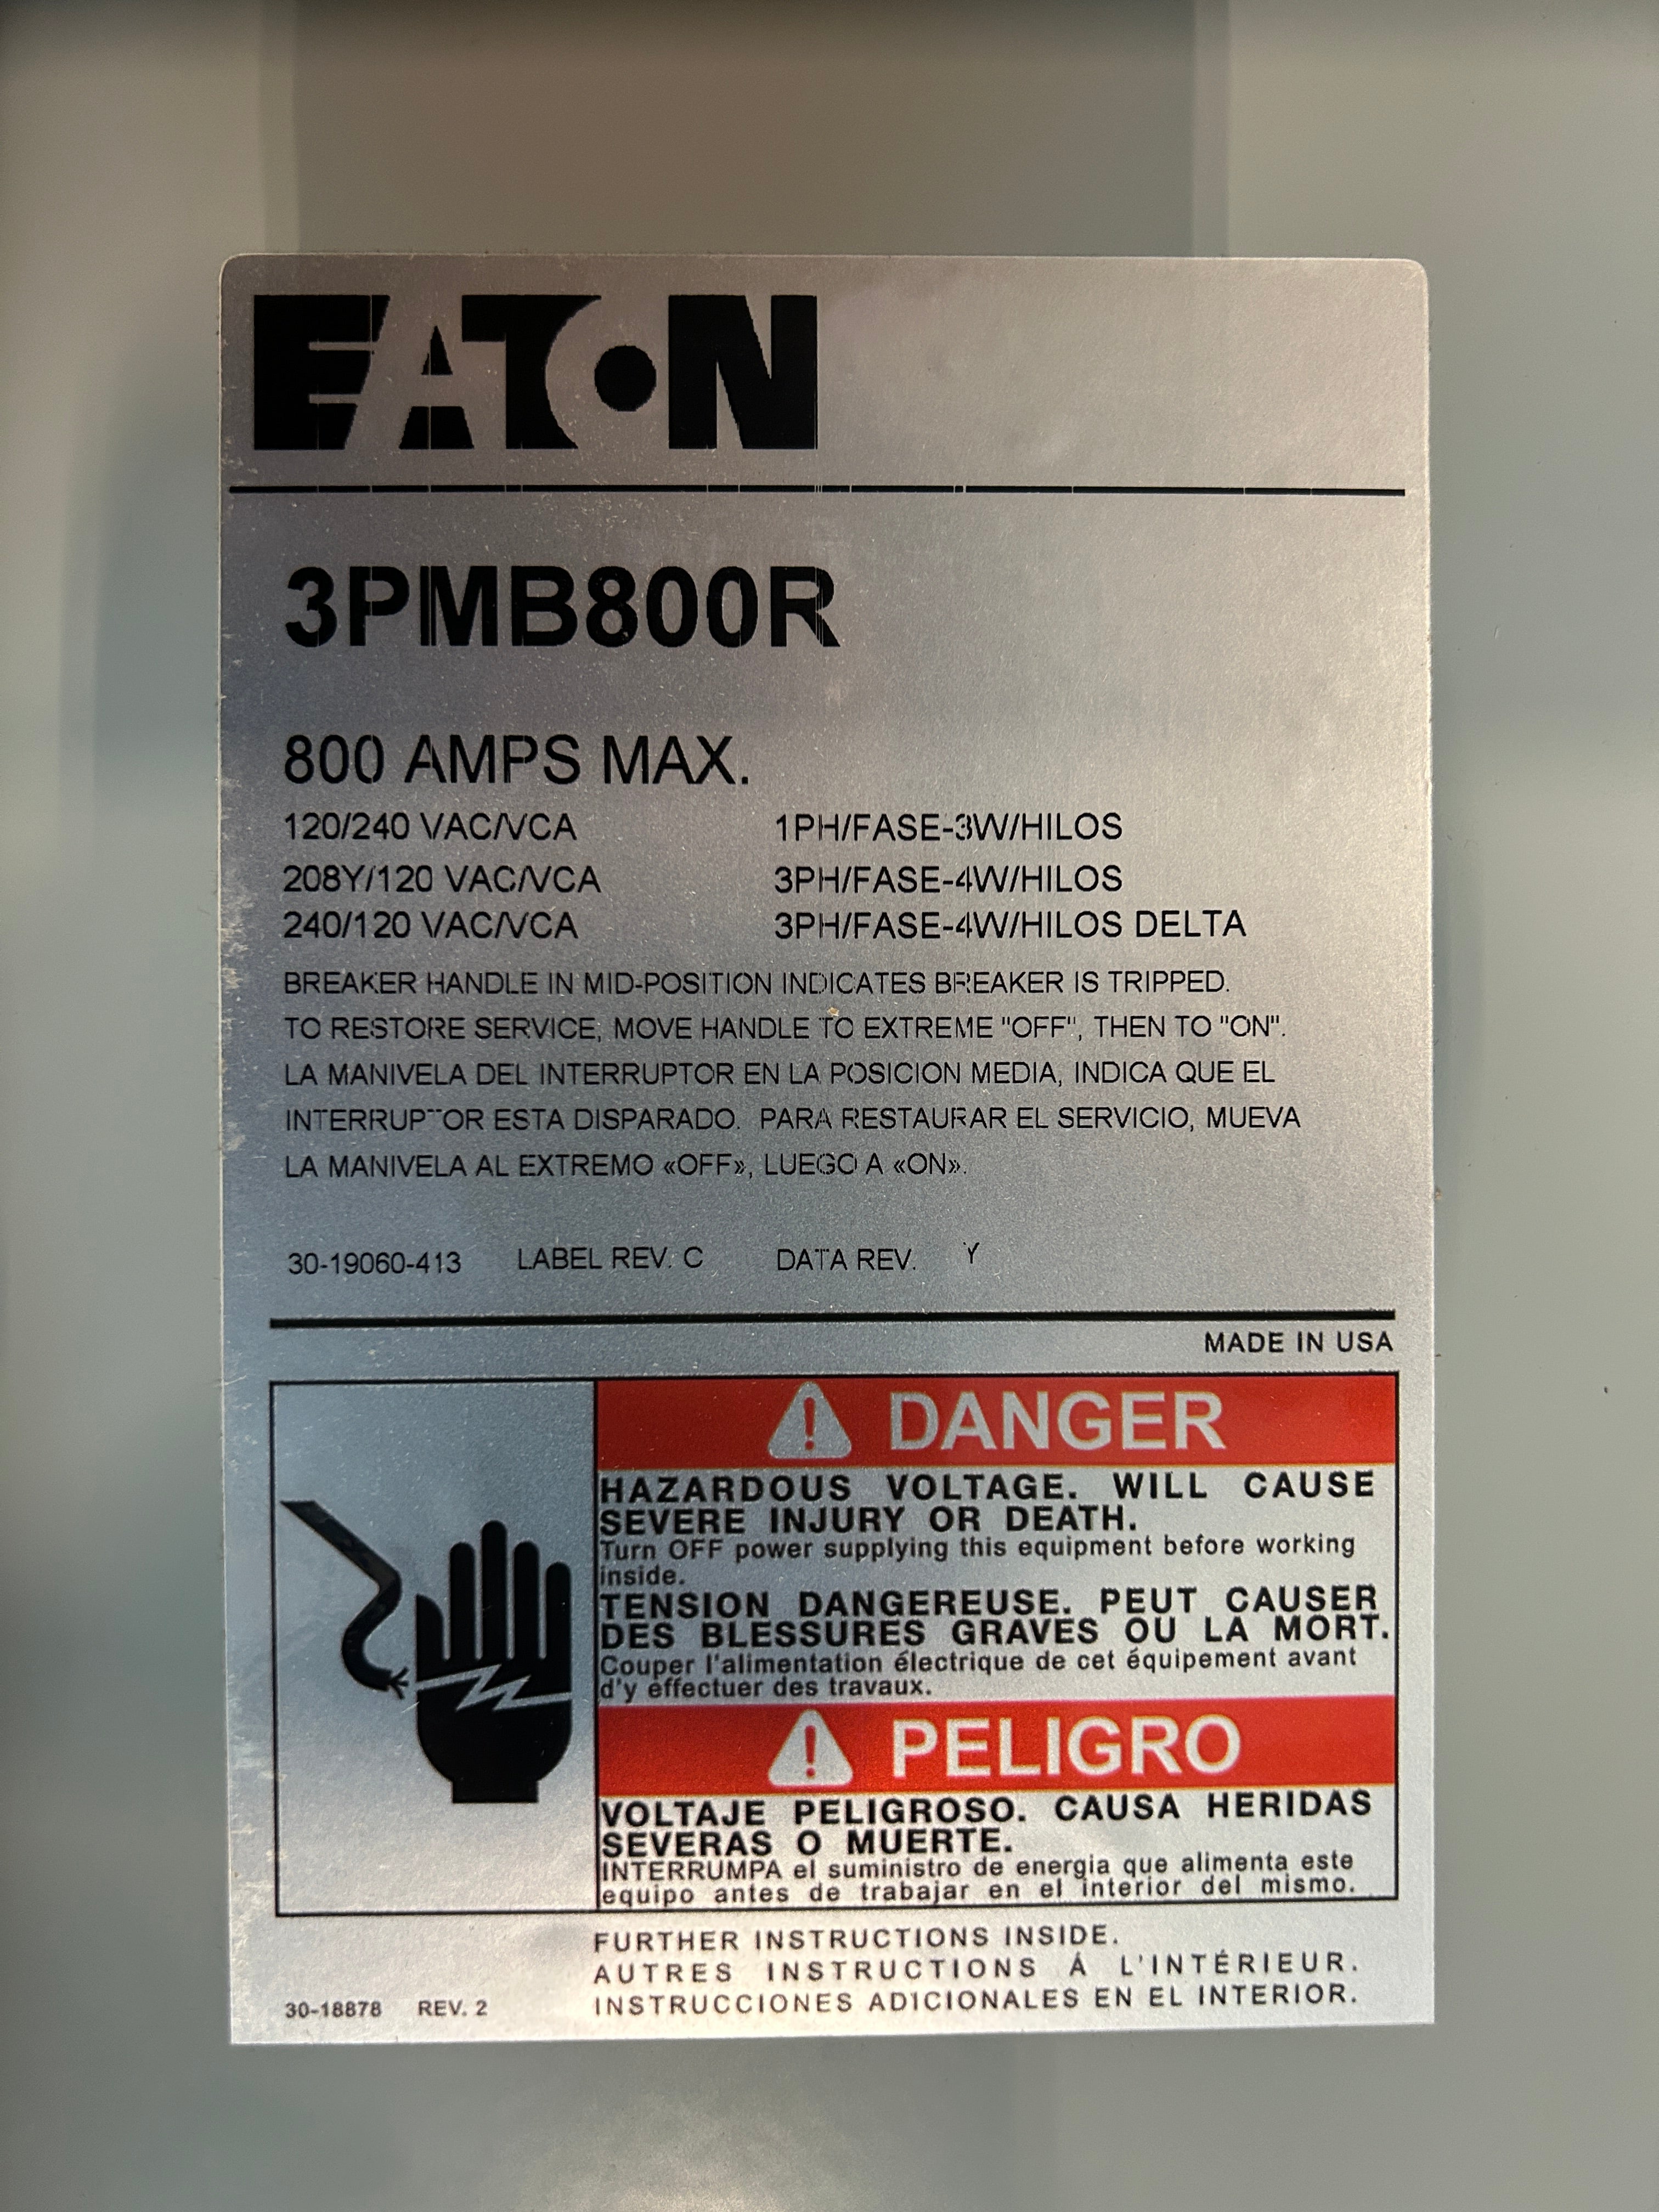 EATON
3PMB800R
800 AMPS MAX.
120/240 VAC/VCA 1PH/FASE-3W/HILOS
208Y/120 VAC/VCA 3PH/FASE-4W/HILOS
240/120 VAC/VCA 3PH/FASE-4W/HILOS DELTA
BREAKER HANDLE IN MID-POSITION INDICATES BREAKER IS TRIPPED.
TO RESTORE SERVICE, MOVE HANDLE TO EXTREME "OFF", THEN TO "ON".
LA MANIVELA DEL INTERRUPTOR EN LA POSICION MEDIA, INDICA QUE EL
INTERRUPTOR ESTA DISPARADO. PARA RESTAURAR EL SERVICIO, MUEVA
LA MANIVELA AL EXTREMO «OFF», LUEGO A «ON».
30-19060-413 LABEL REV. C DATA REV. Y
MADE IN USA
DANGER
HAZARDOUS VOLTAGE. WILL CAUSE
SEVERE INJURY OR DEATH.
Turn OFF power supplying this equipment before working
inside.
TENSION DANGEREUSE. PEUT CAUSER
DES BLESSURES GRAVES OU LA MORT.
Couper l'alimentation électrique de cet équipement avant
d'y effectuer des travaux.
PELIGRO
VOLTAJE PELIGROSO. CAUSA HERIDAS
SEVERAS O MUERTE.
INTERRUMPA el suministro de energia que alimenta este
equipo antes de trabajar en el interior del mismo.
FURTHER INSTRUCTIONS INSIDE.
AUTRES INSTRUCTIONS Á L'INTÉRIEUR.
INSTRUCCIONES ADICIONALES EN EL INTERIOR.
30-18878 REV. 2